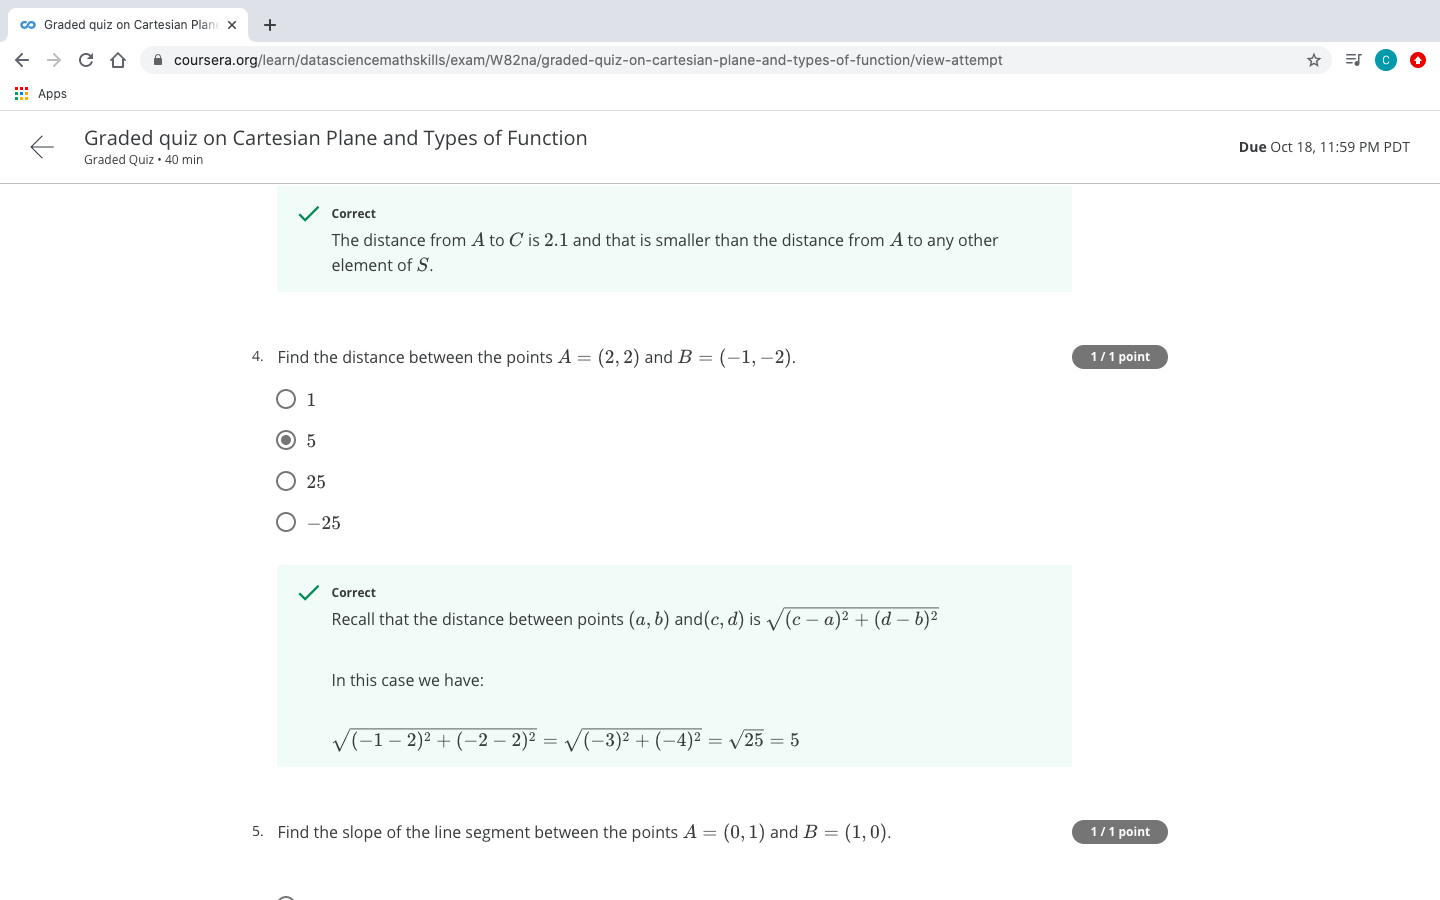 Graded quiz on Cartesian Plan
coursera.org/learn/datasciencemathskills/exam/W82na/graded-quiz-on-cartesian-plane-and-types-of-function/view-attempt
C
Apps
Graded quiz on Cartesian Plane and Types of Function
Graded Quiz • 40 min
Due Oct 18, 11:59 PM PDT
Correct
The distance from A to C is 2.1 and that is smaller than the distance from A to any other
element of S.
4. Find the distance between the points A = (2, 2) and B = (−1, −2).
1 / 1 point
1
5
25
−25
Correct
Recall that the distance between points (a, b) and(c, d) is √(c − a)² + (d − b)²
In this case we have:
√(−1 − 2)² + (−2 − 2)² = √(−3)² + (−4)² = √25 = 5
5. Find the slope of the line segment between the points A = (0, 1) and B = (1, 0).
1 / 1 point